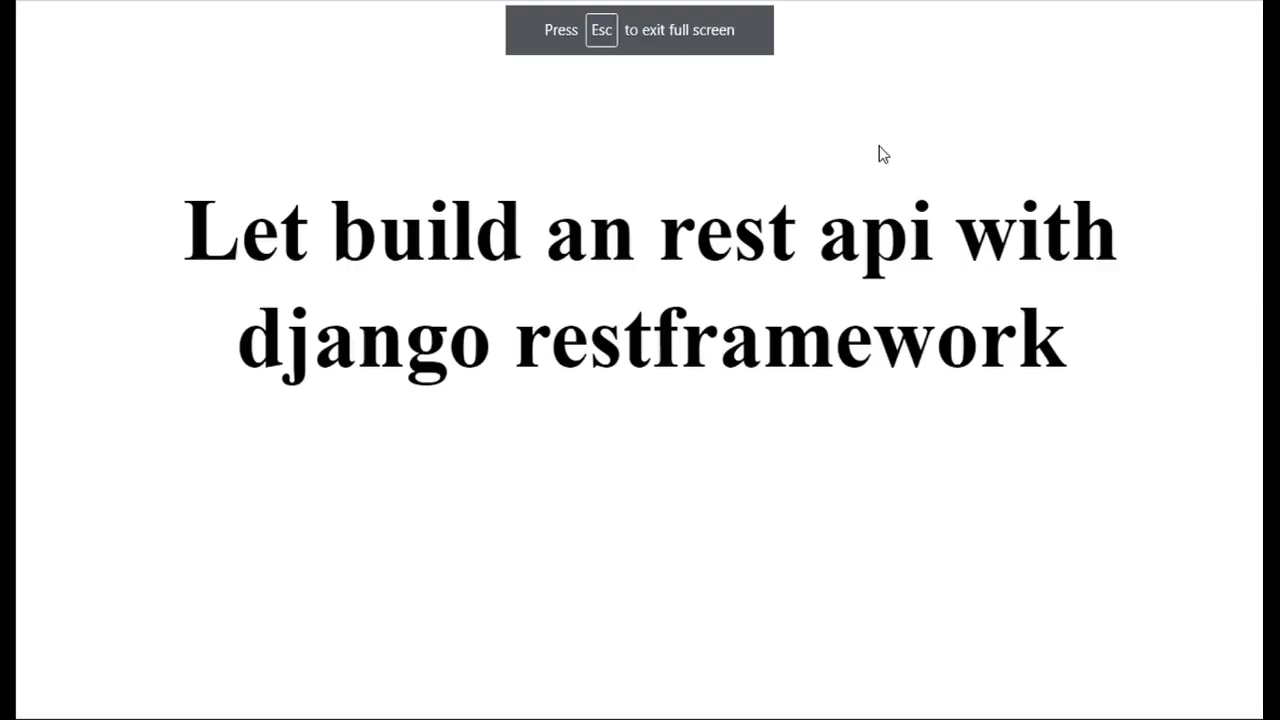 Press Esc to exit full screen
Let build an rest api with
django restframework